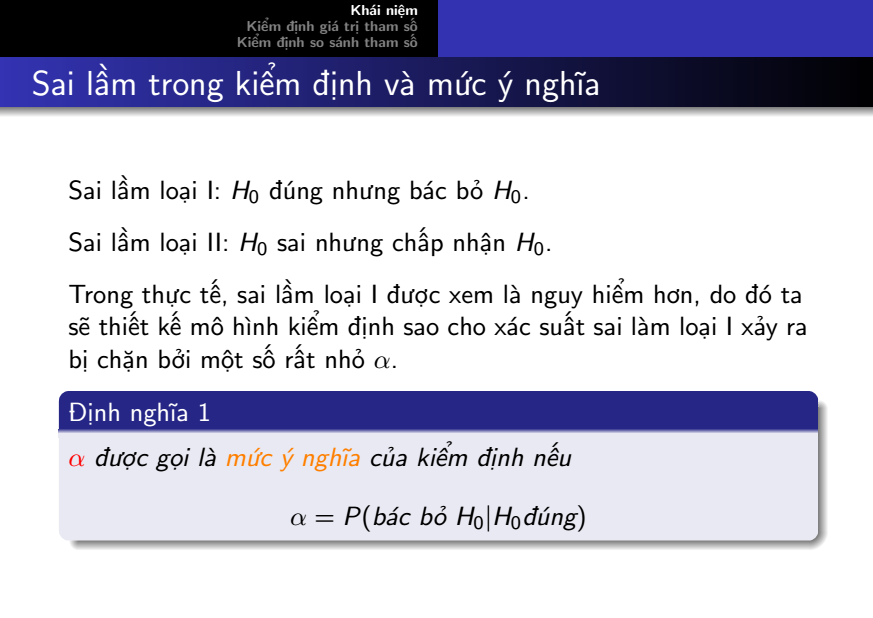 Khái niệm
Kiểm định giá trị tham số
Kiểm định so sánh tham số
Sai lầm trong kiểm định và mức ý nghĩa
Sai lầm loại I: H₀ đúng nhưng bác bỏ H₀.
Sai lầm loại II: H₀ sai nhưng chấp nhận H₀.
Trong thực tế, sai lầm loại I được xem là nguy hiểm hơn, do đó ta
sẽ thiết kế mô hình kiểm định sao cho xác suất sai làm loại I xảy ra
bị chặn bởi một số rất nhỏ α.
Định nghĩa 1
α được gọi là mức ý nghĩa của kiểm định nếu
α = P(bác bỏ H₀|H₀đúng)